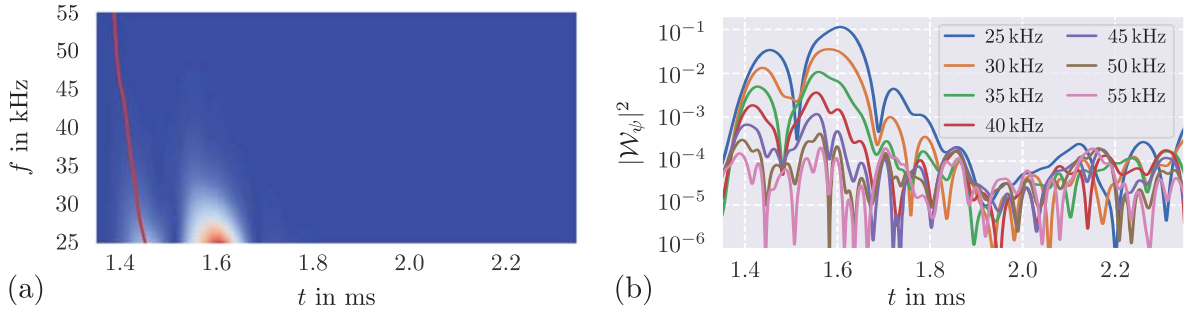 55
50
45
40
35
30
25
f in kHz
1.4 1.6 1.8 2.0 2.2
t in ms
(a)
10⁻¹
10⁻²
10⁻³
10⁻⁴
10⁻⁵
10⁻⁶
|𝒲_ψ|²
25 kHz 45 kHz
30 kHz 50 kHz
35 kHz 55 kHz
40 kHz
1.4 1.6 1.8 2.0 2.2
t in ms
(b)